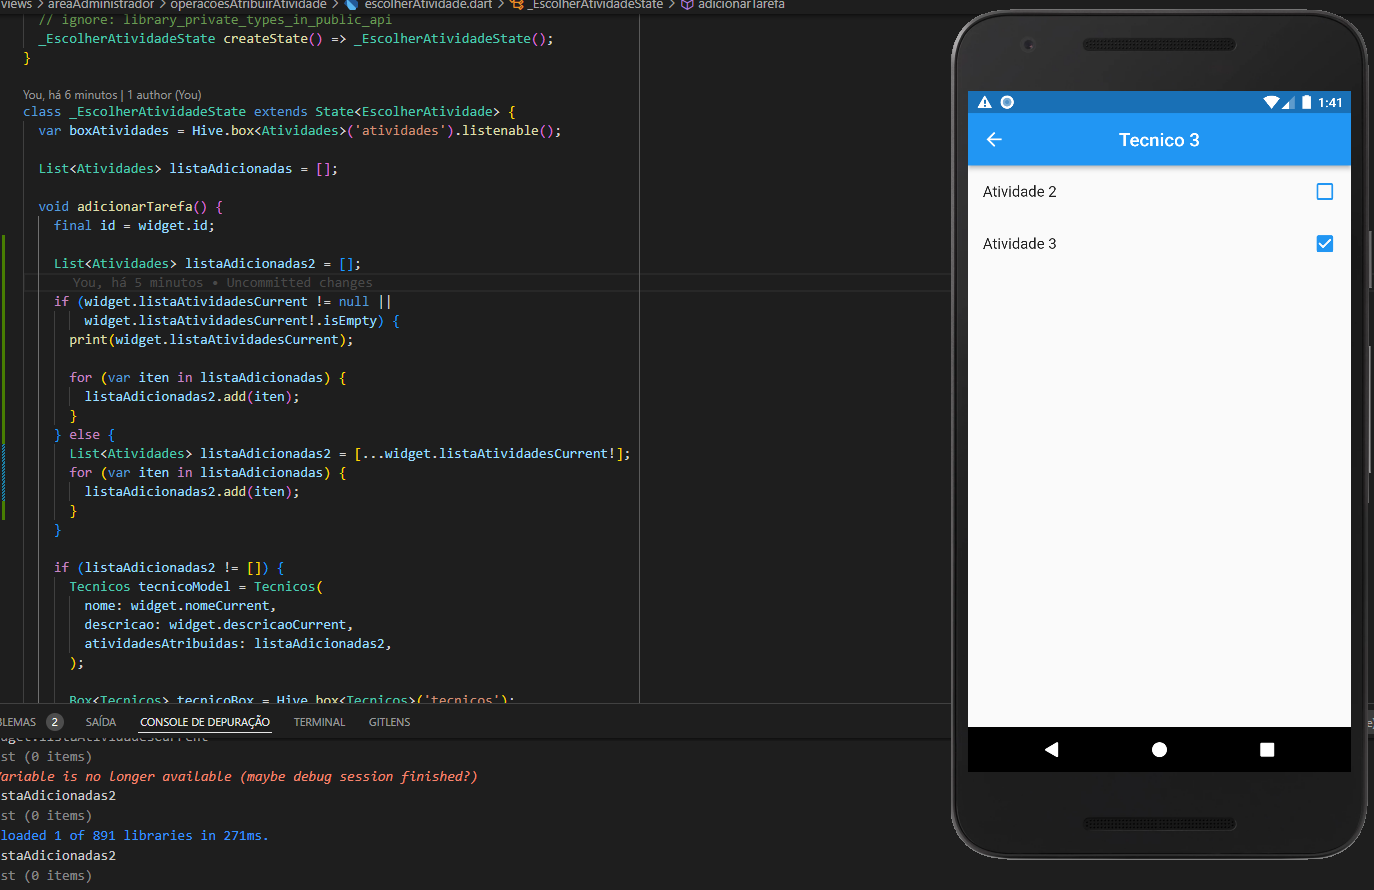 views > areaAdministrador > operacoesAtribuirAtividade > escolherAtividade.dart > _EscolherAtividadeState > adicionarTarefa
// ignore: library_private_types_in_public_api
_EscolherAtividadeState createState() => _EscolherAtividadeState();
}
You, há 6 minutos | 1 author (You)
class _EscolherAtividadeState extends State<EscolherAtividade> {
var boxAtividades = Hive.box<Atividades>('atividades').listenable();
List<Atividades> listaAdicionadas = [];
void adicionarTarefa() {
final id = widget.id;
List<Atividades> listaAdicionadas2 = [];
You, há 5 minutos • Uncommitted changes
if (widget.listaAtividadesCurrent != null ||
widget.listaAtividadesCurrent!.isEmpty) {
print(widget.listaAtividadesCurrent);
for (var iten in listaAdicionadas) {
listaAdicionadas2.add(iten);
}
} else {
List<Atividades> listaAdicionadas2 = [...widget.listaAtividadesCurrent!];
for (var iten in listaAdicionadas) {
listaAdicionadas2.add(iten);
}
}
if (listaAdicionadas2 != []) {
Tecnicos tecnicoModel = Tecnicos(
nome: widget.nomeCurrent,
descricao: widget.descricaoCurrent,
atividadesAtribuidas: listaAdicionadas2,
);
Box<Tecnicos> tecnicoBox = Hive.box<Tecnicos>('tecnicos');
BLEMAS 2 SAÍDA CONSOLE DE DEPURAÇÃO TERMINAL GITLENS
dget.listaAtividadesCurrent
st (0 items)
Variable is no longer available (maybe debug session finished?)
staAdicionadas2
st (0 items)
loaded 1 of 891 libraries in 271ms.
staAdicionadas2
st (0 items)
1:41
Tecnico 3
Atividade 2
Atividade 3